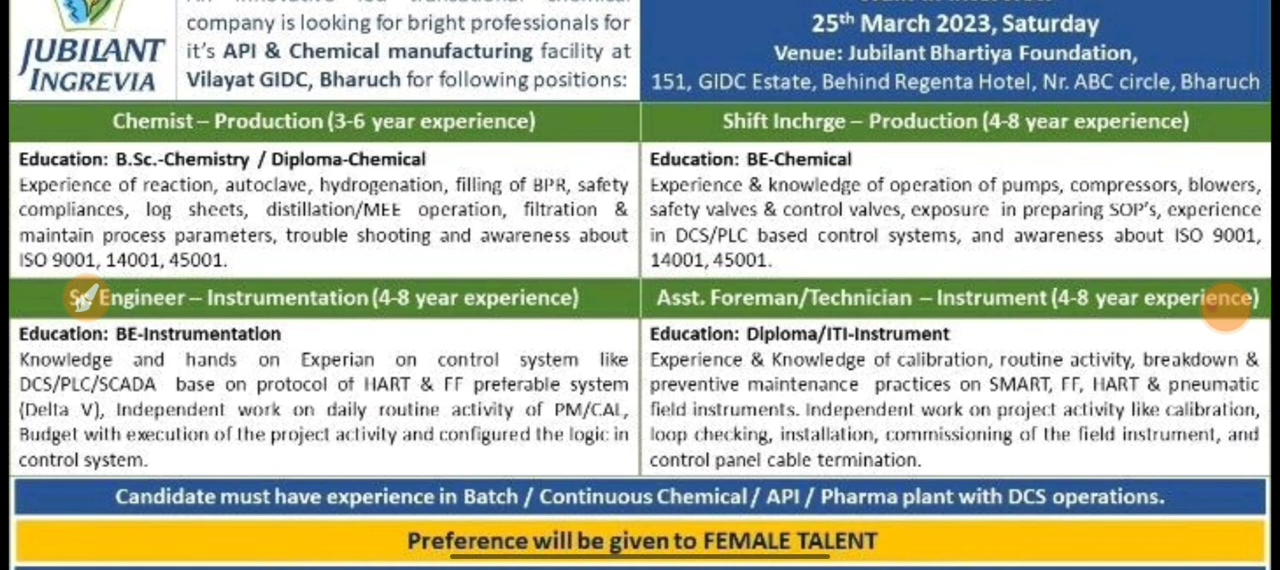 JUBILANT
INGREVIA
company is looking for bright professionals for
it's API & Chemical manufacturing facility at
Vilayat GIDC, Bharuch for following positions:
25th March 2023, Saturday
Venue: Jubilant Bhartiya Foundation,
151, GIDC Estate, Behind Regenta Hotel, Nr. ABC circle, Bharuch
Chemist – Production (3-6 year experience)
Education: B.Sc.-Chemistry / Diploma-Chemical
Experience of reaction, autoclave, hydrogenation, filling of BPR, safety
compliances, log sheets, distillation/MEE operation, filtration &
maintain process parameters, trouble shooting and awareness about
ISO 9001, 14001, 45001.
Shift Inchrge – Production (4-8 year experience)
Education: BE-Chemical
Experience & knowledge of operation of pumps, compressors, blowers,
safety valves & control valves, exposure in preparing SOP's, experience
in DCS/PLC based control systems, and awareness about ISO 9001,
14001, 45001.
Engineer – Instrumentation (4-8 year experience)
Education: BE-Instrumentation
Knowledge and hands on Experian on control system like
DCS/PLC/SCADA base on protocol of HART & FF preferable system
(Delta V), Independent work on daily routine activity of PM/CAL,
Budget with execution of the project activity and configured the logic in
control system.
Asst. Foreman/Technician – Instrument (4-8 year experience)
Education: Diploma/ITI-Instrument
Experience & Knowledge of calibration, routine activity, breakdown &
preventive maintenance practices on SMART, FF, HART & pneumatic
field instruments. Independent work on project activity like calibration,
loop checking, installation, commissioning of the field instrument, and
control panel cable termination.
Candidate must have experience in Batch / Continuous Chemical / API / Pharma plant with DCS operations.
Preference will be given to FEMALE TALENT